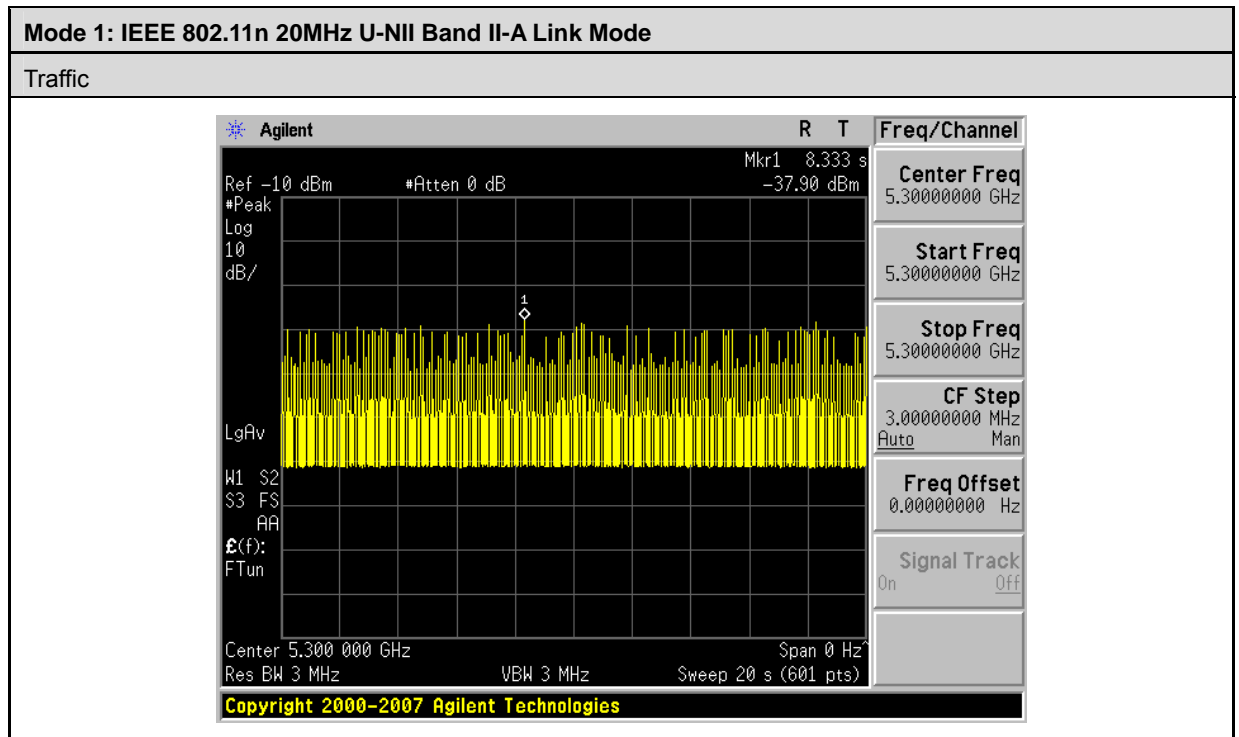 Mode 1: IEEE 802.11n 20MHz U-NII Band II-A Link Mode
Traffic
Agilent R T Freq/Channel
Mkr1 8.333 s
Ref -10 dBm #Atten 0 dB -37.90 dBm
#Peak
Log
10
dB/
1
LgAv
W1 S2
S3 FS
AA
£(f):
FTun
Center 5.300 000 GHz Span 0 Hz^
Res BW 3 MHz VBW 3 MHz Sweep 20 s (601 pts)
Center Freq
5.30000000 GHz
Start Freq
5.30000000 GHz
Stop Freq
5.30000000 GHz
CF Step
3.00000000 MHz
Auto Man
Freq Offset
0.00000000 Hz
Signal Track
On Off
Copyright 2000-2007 Agilent Technologies